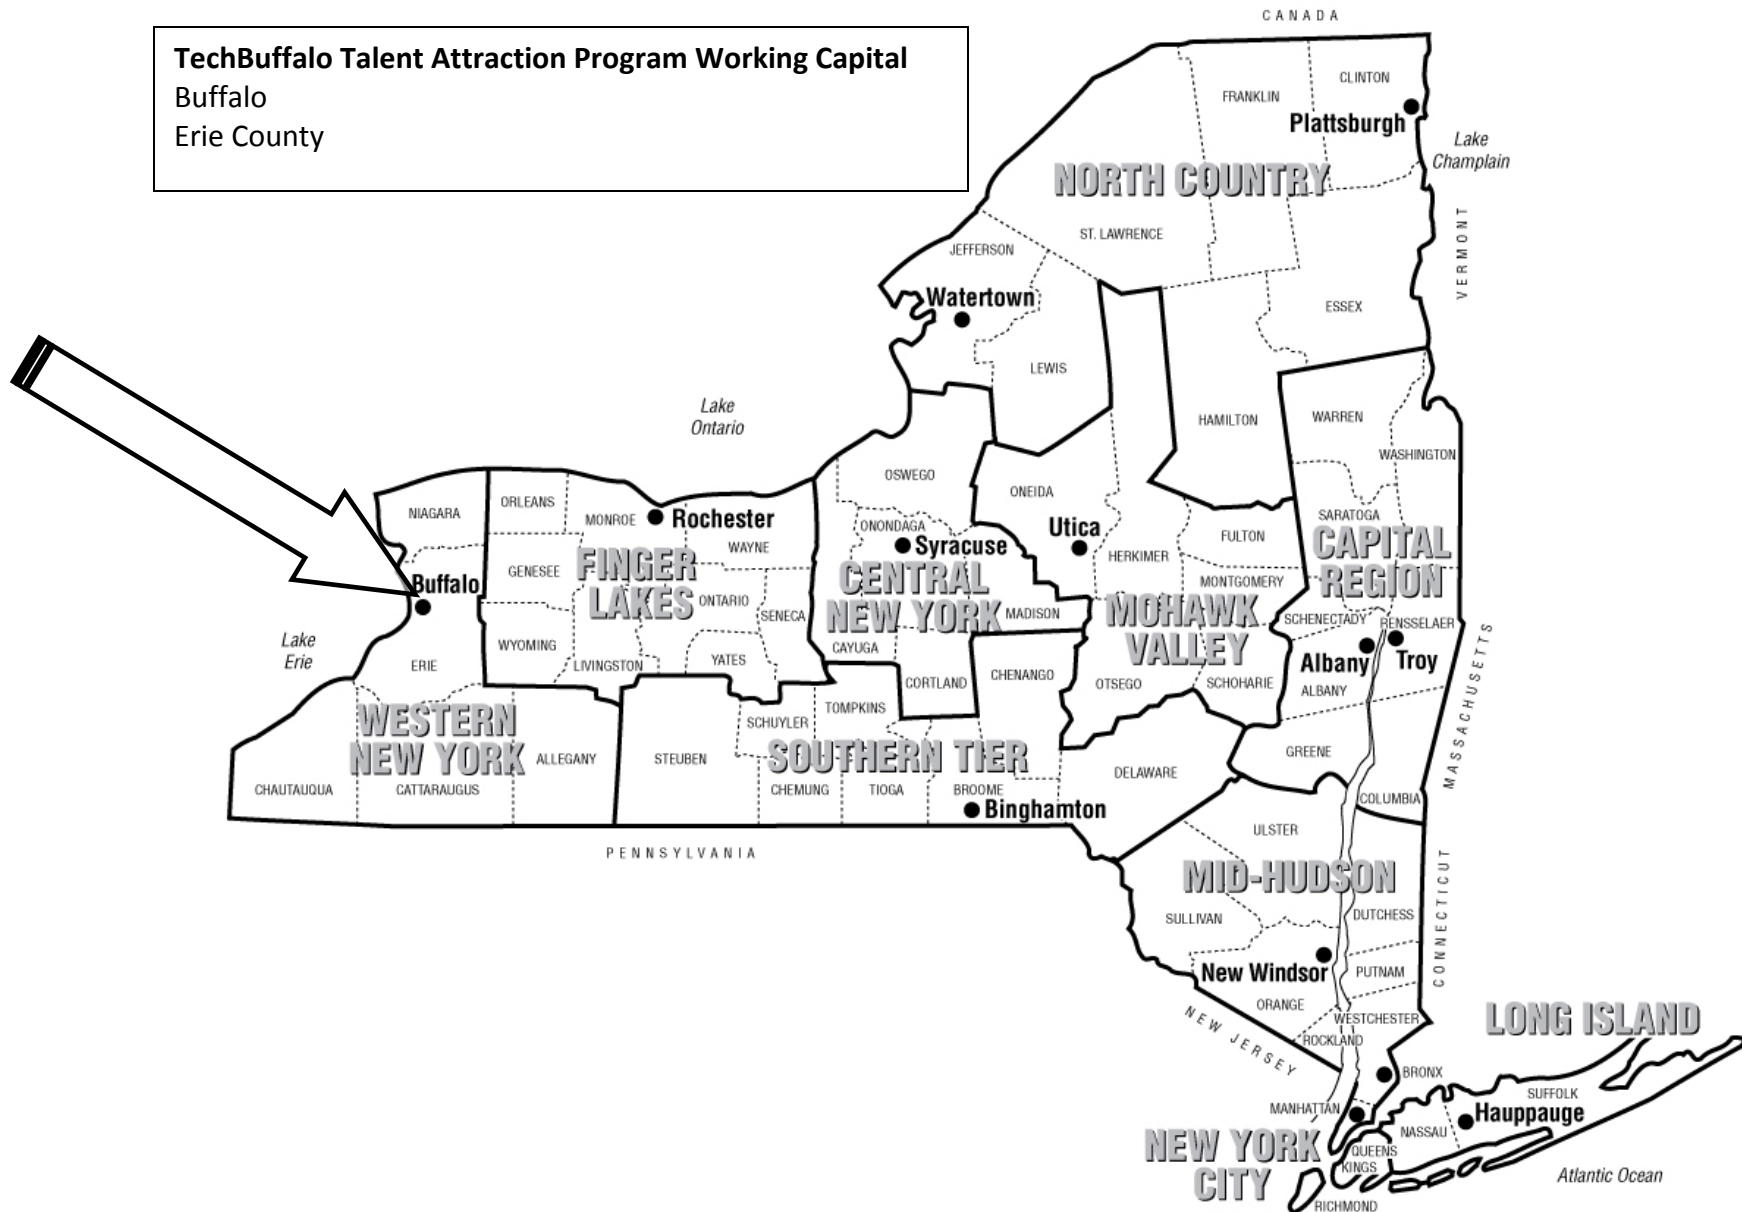 CANADA
TechBuffalo Talent Attraction Program Working Capital
Buffalo
Erie County
CLINTON
FRANKLIN
Plattsburgh
Lake
Champlain
NORTH COUNTRY
VERMONT
ST. LAWRENCE
JEFFERSON
Watertown
ESSEX
LEWIS
Lake
Ontario
HAMILTON
WARREN
WASHINGTON
OSWEGO
ONEIDA
ORLEANS
NIAGARA
MONROE
Rochester
ONONDAGA
Utica
SARATOGA
FULTON
WAYNE
Syracuse
HERKIMER
CAPITAL
REGION
GENESEE
FINGER
LAKES
CENTRAL
NEW YORK
MONTGOMERY
Buffalo
ONTARIO
SENECA
MADISON
MOHAWK
VALLEY
SCHENECTADY
RENSSELAER
Lake
Erie
WYOMING
CAYUGA
LIVINGSTON
YATES
ERIE
Albany
Troy
MASSACHUSETTS
CORTLAND
CHENANGO
OTSEGO
SCHOHARIE
ALBANY
WESTERN
NEW YORK
TOMPKINS
SCHUYLER
ALLEGANY
STEUBEN
SOUTHERN TIER
GREENE
DELAWARE
CHAUTAUQUA
CATTARAUGUS
CHEMUNG
TIOGA
BROOME
COLUMBIA
Binghamton
ULSTER
PENNSYLVANIA
MID-HUDSON
SULLIVAN
DUTCHESS
CONNECTICUT
New Windsor
PUTNAM
ORANGE
WESTCHESTER
LONG ISLAND
NEW JERSEY
ROCKLAND
BRONX
SUFFOLK
MANHATTAN
Hauppauge
NASSAU
NEW YORK
CITY
QUEENS
KINGS
Atlantic Ocean
RICHMOND